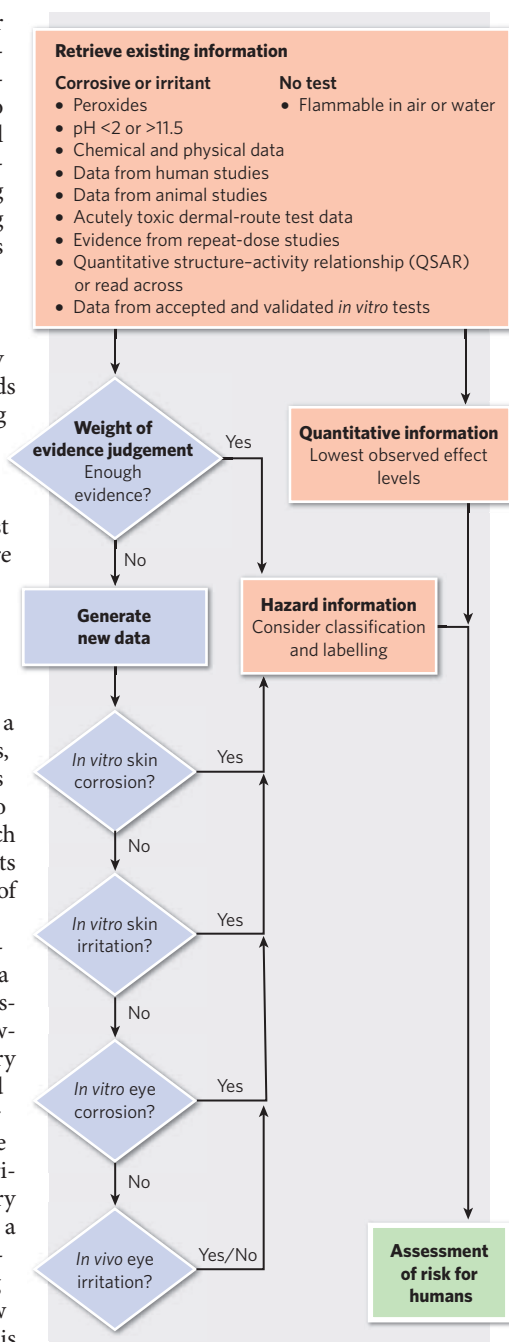 Retrieve existing information
Corrosive or irritant
• Peroxides
• pH <2 or >11.5
• Chemical and physical data
• Data from human studies
• Data from animal studies
• Acutely toxic dermal-route test data
• Evidence from repeat-dose studies
• Quantitative structure–activity relationship (QSAR)
or read across
• Data from accepted and validated in vitro tests
No test
• Flammable in air or water
Weight of
evidence judgement
Enough
evidence?
Yes
No
Quantitative information
Lowest observed effect
levels
Generate
new data
Hazard information
Consider classification
and labelling
In vitro skin
corrosion?
Yes
No
In vitro skin
irritation?
Yes
No
In vitro eye
corrosion?
Yes
No
In vivo eye
irritation?
Yes/No
Assessment
of risk for
humans